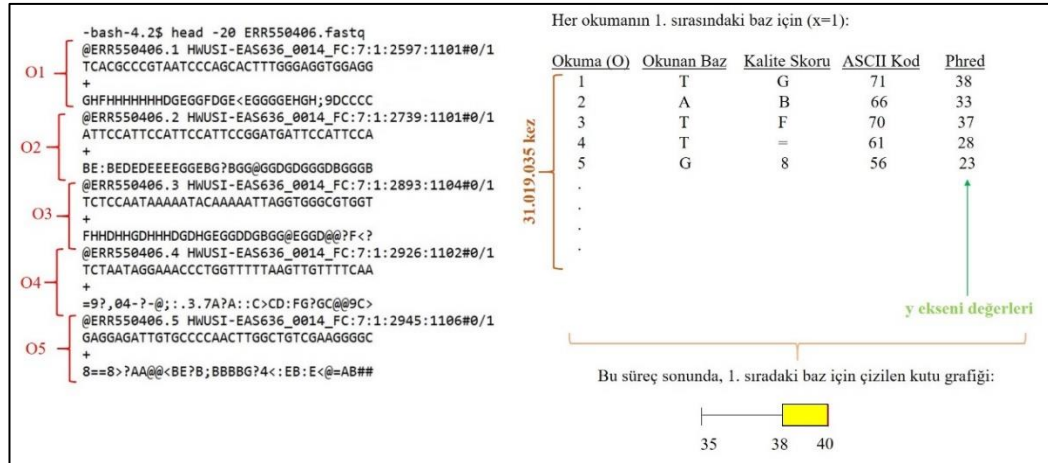 -bash-4.2$ head -20 ERR550406.fastq
@ERR550406.1 HWUSI-EAS636_0014_FC:7:1:2597:1101#0/1
TCACGCCCGTAATCCCAGCACTTTGGGAGGTGGAGG
+
GHFHHHHHHHDGEGGFDGE<EGGGGEHGH;9DCCCC
@ERR550406.2 HWUSI-EAS636_0014_FC:7:1:2739:1101#0/1
ATTCCATTCCATTCCATTCCGGATGATTCCATTCCA
+
BE:BEDEDEEEEGGEBG?BGG@GGDGDGGGDBGGGB
@ERR550406.3 HWUSI-EAS636_0014_FC:7:1:2893:1104#0/1
TCTCCAATAAAAATACAAAAATTAGGTGGGCGTGGT
+
FHHDHHGDHHHDGDHGEGGDDGBGG@EGGD@@?F<?
@ERR550406.4 HWUSI-EAS636_0014_FC:7:1:2926:1102#0/1
TCTAATAGGAAACCCTGGTTTTTAAGTTGTTTTCAA
+
=9?,04-?-@;:.3.7A?A::C>CD:FG?GC@@9C>
@ERR550406.5 HWUSI-EAS636_0014_FC:7:1:2945:1106#0/1
GAGGAGATTGTGCCCCAACTTGGCTGTCGAAGGGGC
+
8==8>?AA@@<BE?B;BBBBG?4<:EB:E<@=AB##
O1
O2
O3
O4
O5
Her okumanın 1. sırasındaki baz için (x=1):
Okuma (O) Okunan Baz Kalite Skoru ASCII Kod Phred
1 T G 71 38
2 A B 66 33
3 T F 70 37
4 T = 61 28
5 G 8 56 23
.
.
.
.
31.019.035 kez
y ekseni değerleri
Bu süreç sonunda, 1. sıradaki baz için çizilen kutu grafiği:
35 38 40